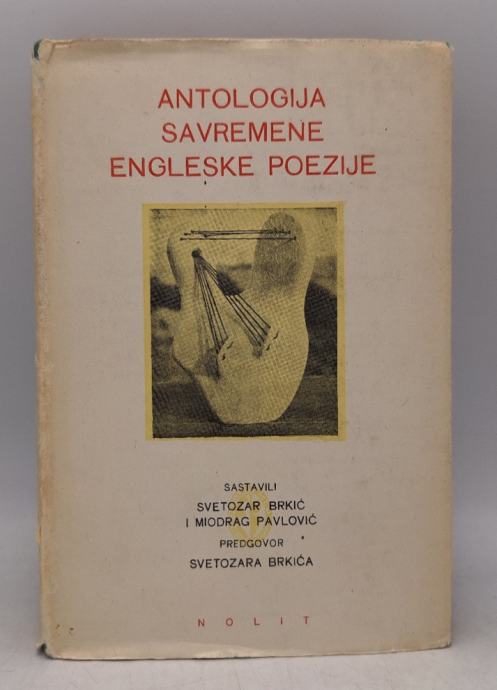 ANTOLOGIJA
SAVREMENE
ENGLESKE POEZIJE
SASTAVILI
SVETOZAR BRKIĆ
I MIODRAG PAVLOVIĆ
PREDGOVOR
SVETOZARA BRKIĆA
NOLIT